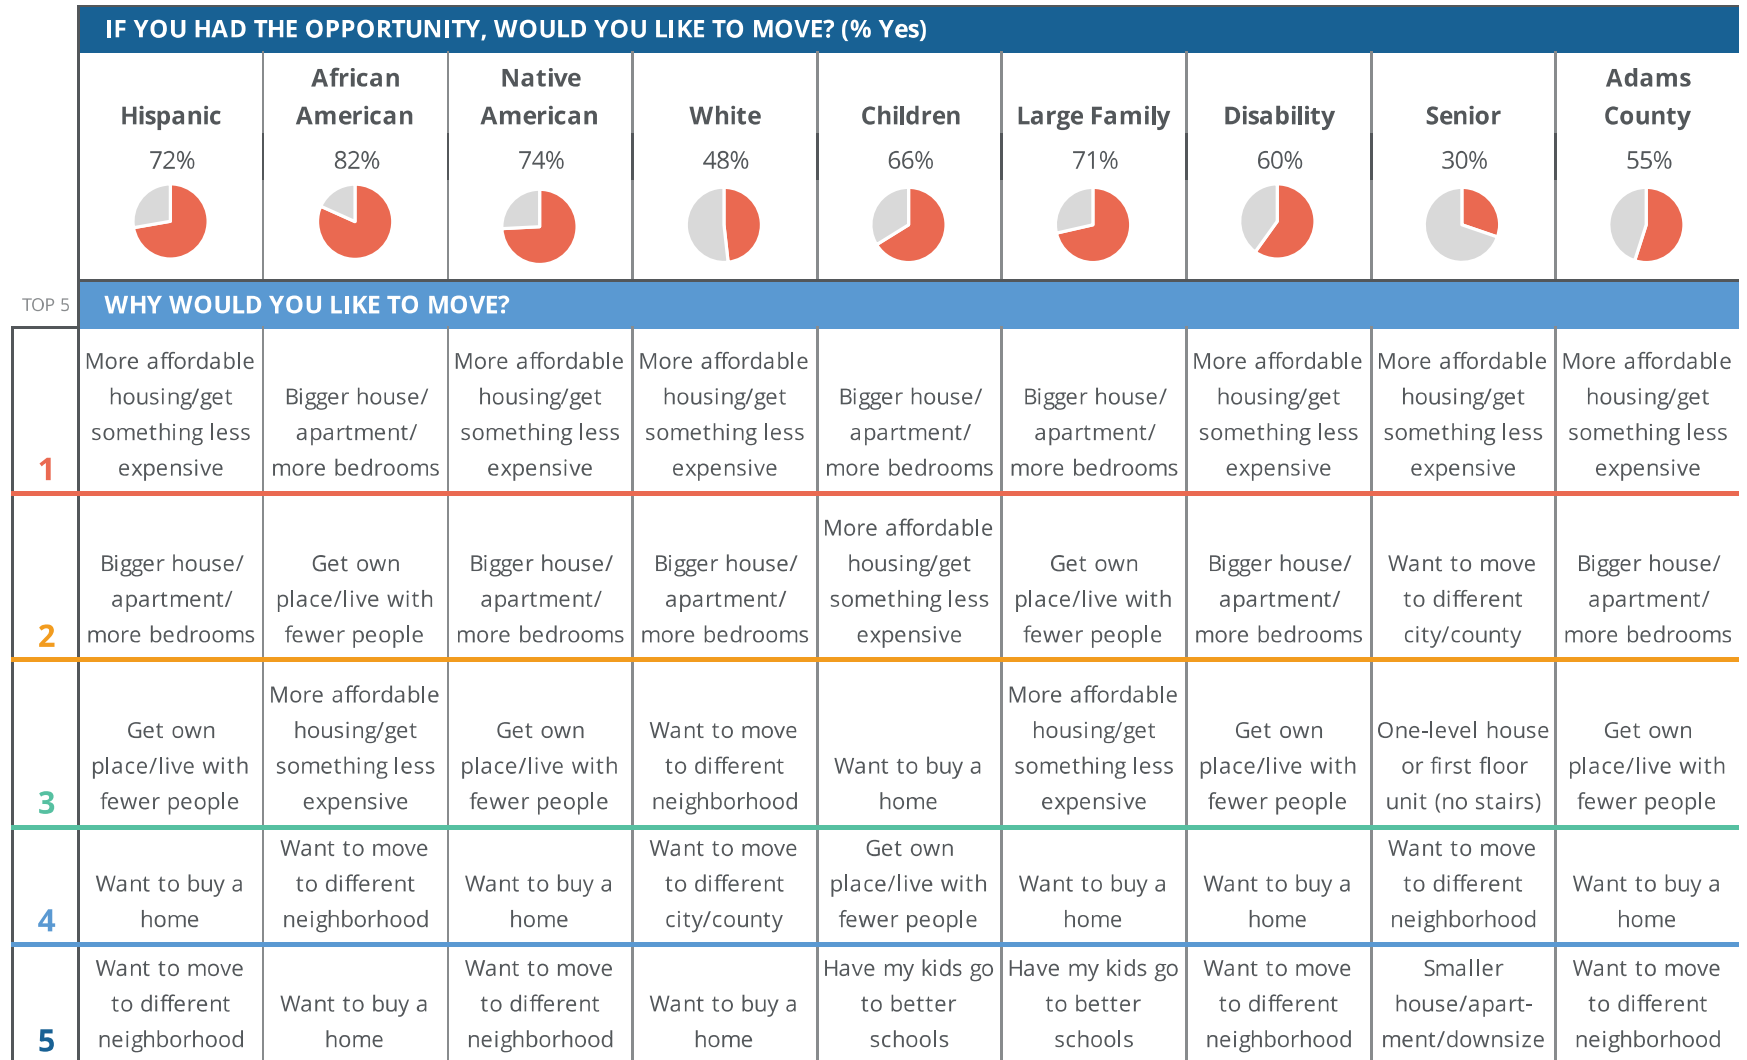 IF YOU HAD THE OPPORTUNITY, WOULD YOU LIKE TO MOVE? (% Yes)
Hispanic
African
American
Native
American
White
Children
Large Family
Disability
Senior
Adams
County
72%
82%
74%
48%
66%
71%
60%
30%
55%
TOP 5
WHY WOULD YOU LIKE TO MOVE?
1
More affordable
housing/get
something less
expensive
Bigger house/
apartment/
more bedrooms
More affordable
housing/get
something less
expensive
More affordable
housing/get
something less
expensive
Bigger house/
apartment/
more bedrooms
Bigger house/
apartment/
more bedrooms
More affordable
housing/get
something less
expensive
More affordable
housing/get
something less
expensive
More affordable
housing/get
something less
expensive
2
Bigger house/
apartment/
more bedrooms
Get own
place/live with
fewer people
Bigger house/
apartment/
more bedrooms
Bigger house/
apartment/
more bedrooms
More affordable
housing/get
something less
expensive
Get own
place/live with
fewer people
Bigger house/
apartment/
more bedrooms
Want to move
to different
city/county
Bigger house/
apartment/
more bedrooms
3
Get own
place/live with
fewer people
More affordable
housing/get
something less
expensive
Get own
place/live with
fewer people
Want to move
to different
neighborhood
Want to buy a
home
More affordable
housing/get
something less
expensive
Get own
place/live with
fewer people
One-level house
or first floor
unit (no stairs)
Get own
place/live with
fewer people
4
Want to buy a
home
Want to move
to different
neighborhood
Want to buy a
home
Want to move
to different
city/county
Get own
place/live with
fewer people
Want to buy a
home
Want to buy a
home
Want to move
to different
neighborhood
Want to buy a
home
5
Want to move
to different
neighborhood
Want to buy a
home
Want to move
to different
neighborhood
Want to buy a
home
Have my kids go
to better
schools
Have my kids go
to better
schools
Want to move
to different
neighborhood
Smaller
house/apart-
ment/downsize
Want to move
to different
neighborhood